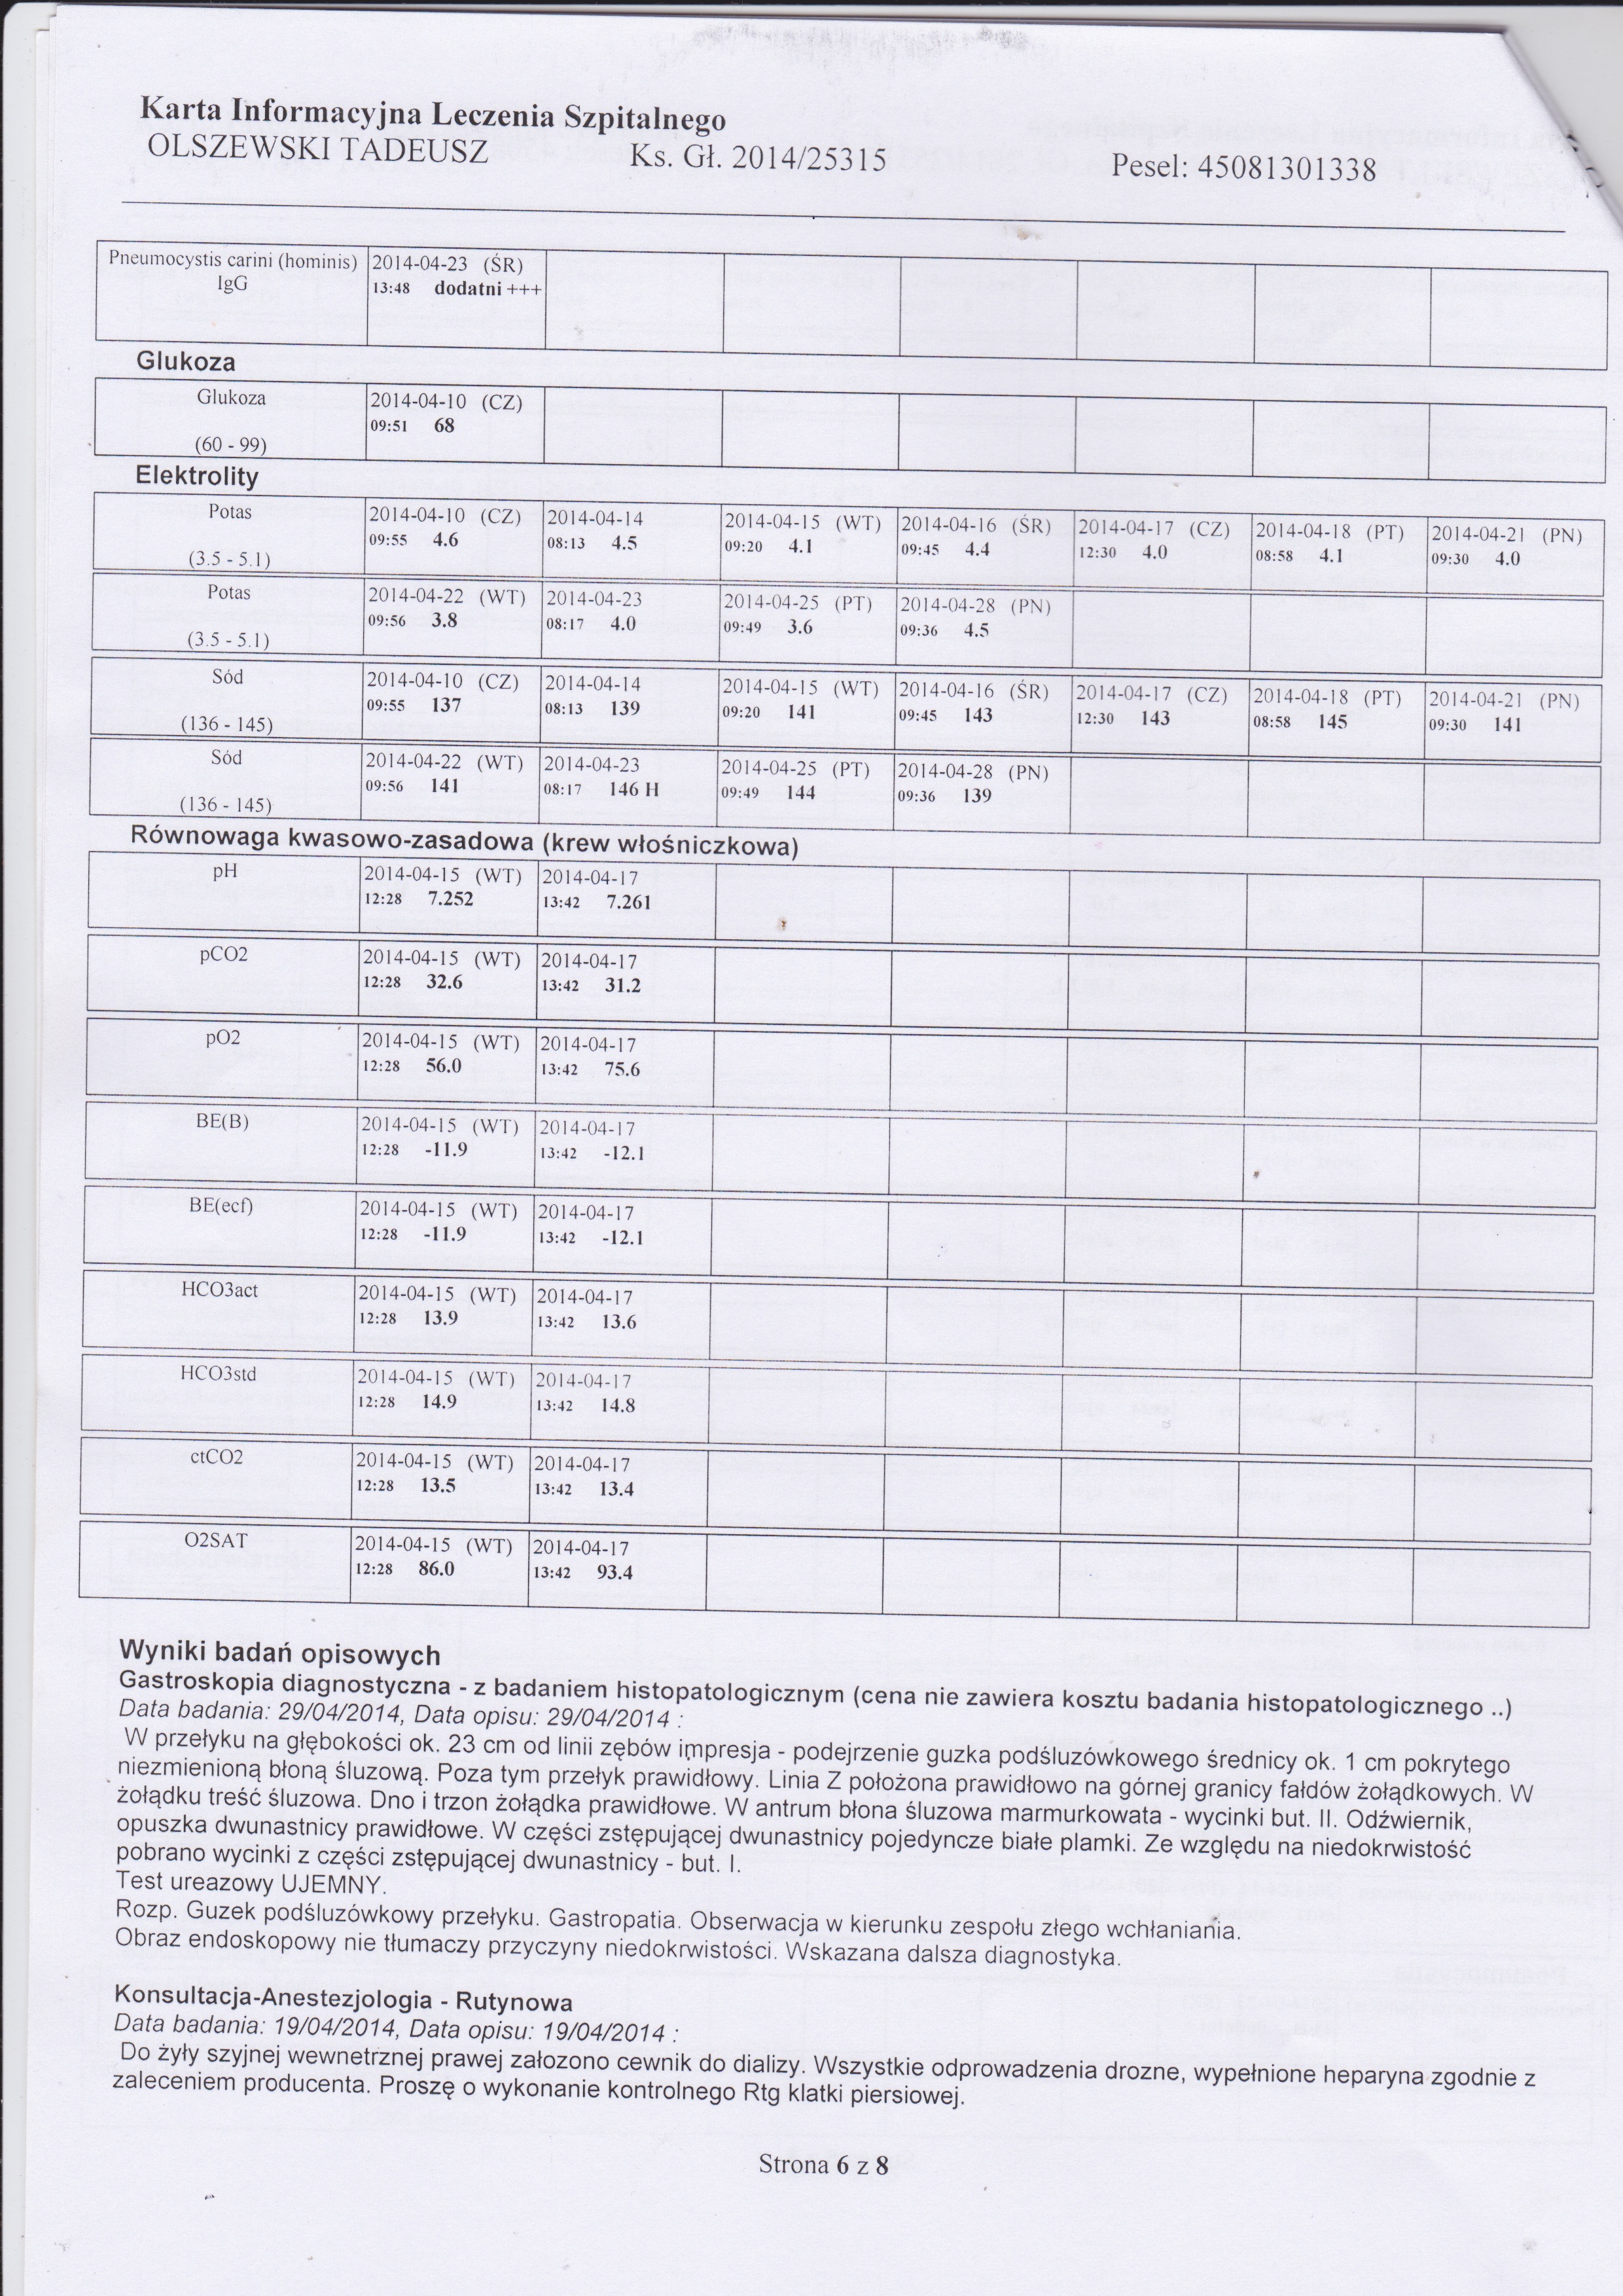 Karta Informacyjna Leczenia Szpitalnego
OLSZEWSKI TADEUSZ Ks. Gł. 2014/25315 Pesel: 45081301338
Pneumocystis carini (hominis) 2014-04-23 (ŚR)
IgG 13:48 dodatni +++
Glukoza
Glukoza 2014-04-10 (CZ)
09:51 68
(60 - 99)
Elektrolity
Potas 2014-04-10 (CZ) 2014-04-14 2014-04-15 (WT) 2014-04-16 (ŚR) 2014-04-17 (CZ) 2014-04-18 (PT) 2014-04-21 (PN)
09:55 4.6 08:13 4.5 09:20 4.1 09:45 4.4 12:30 4.0 08:58 4.1 09:30 4.0
(3.5 - 5.1)
Potas 2014-04-22 (WT) 2014-04-23 2014-04-25 (PT) 2014-04-28 (PN)
09:56 3.8 08:17 4.0 09:49 3.6 09:36 4.5
(3.5 - 5.1)
Sód 2014-04-10 (CZ) 2014-04-14 2014-04-15 (WT) 2014-04-16 (ŚR) 2014-04-17 (CZ) 2014-04-18 (PT) 2014-04-21 (PN)
09:55 137 08:13 139 09:20 141 09:45 143 12:30 143 08:58 145 09:30 141
(136 - 145)
Sód 2014-04-22 (WT) 2014-04-23 2014-04-25 (PT) 2014-04-28 (PN)
09:56 141 08:17 146 H 09:49 144 09:36 139
(136 - 145)
Równowaga kwasowo-zasadowa (krew włośniczkowa)
pH 2014-04-15 (WT) 2014-04-17
12:28 7.252 13:42 7.261
pCO2 2014-04-15 (WT) 2014-04-17
12:28 32.6 13:42 31.2
pO2 2014-04-15 (WT) 2014-04-17
12:28 56.0 13:42 75.6
BE(B) 2014-04-15 (WT) 2014-04-17
12:28 -11.9 13:42 -12.1
BE(ecf) 2014-04-15 (WT) 2014-04-17
12:28 -11.9 13:42 -12.1
HCO3act 2014-04-15 (WT) 2014-04-17
12:28 13.9 13:42 13.6
HCO3std 2014-04-15 (WT) 2014-04-17
12:28 14.9 13:42 14.8
ctCO2 2014-04-15 (WT) 2014-04-17
12:28 13.5 13:42 13.4
O2SAT 2014-04-15 (WT) 2014-04-17
12:28 86.0 13:42 93.4
Wyniki badań opisowych
Gastroskopia diagnostyczna - z badaniem histopatologicznym (cena nie zawiera kosztu badania histopatologicznego ..)
Data badania: 29/04/2014, Data opisu: 29/04/2014 :
W przełyku na głębokości ok. 23 cm od linii zębów impresja - podejrzenie guzka podśluzówkowego średnicy ok. 1 cm pokrytego
niezmienioną błoną śluzową. Poza tym przełyk prawidłowy. Linia Z położona prawidłowo na górnej granicy fałdów żołądkowych. W
żołądku treść śluzowa. Dno i trzon żołądka prawidłowe. W antrum błona śluzowa marmurkowata - wycinki but. II. Odźwiernik,
opuszka dwunastnicy prawidłowe. W części zstępującej dwunastnicy pojedyncze białe plamki. Ze względu na niedokrwistość
pobrano wycinki z części zstępującej dwunastnicy - but. I.
Test ureazowy UJEMNY.
Rozp. Guzek podśluzówkowy przełyku. Gastropatia. Obserwacja w kierunku zespołu złego wchłaniania.
Obraz endoskopowy nie tłumaczy przyczyny niedokrwistości. Wskazana dalsza diagnostyka.
Konsultacja-Anestezjologia - Rutynowa
Data badania: 19/04/2014, Data opisu: 19/04/2014 :
Do żyły szyjnej wewnetrznej prawej załozono cewnik do dializy. Wszystkie odprowadzenia drozne, wypełnione heparyna zgodnie z
zaleceniem producenta. Proszę o wykonanie kontrolnego Rtg klatki piersiowej.
Strona 6 z 8